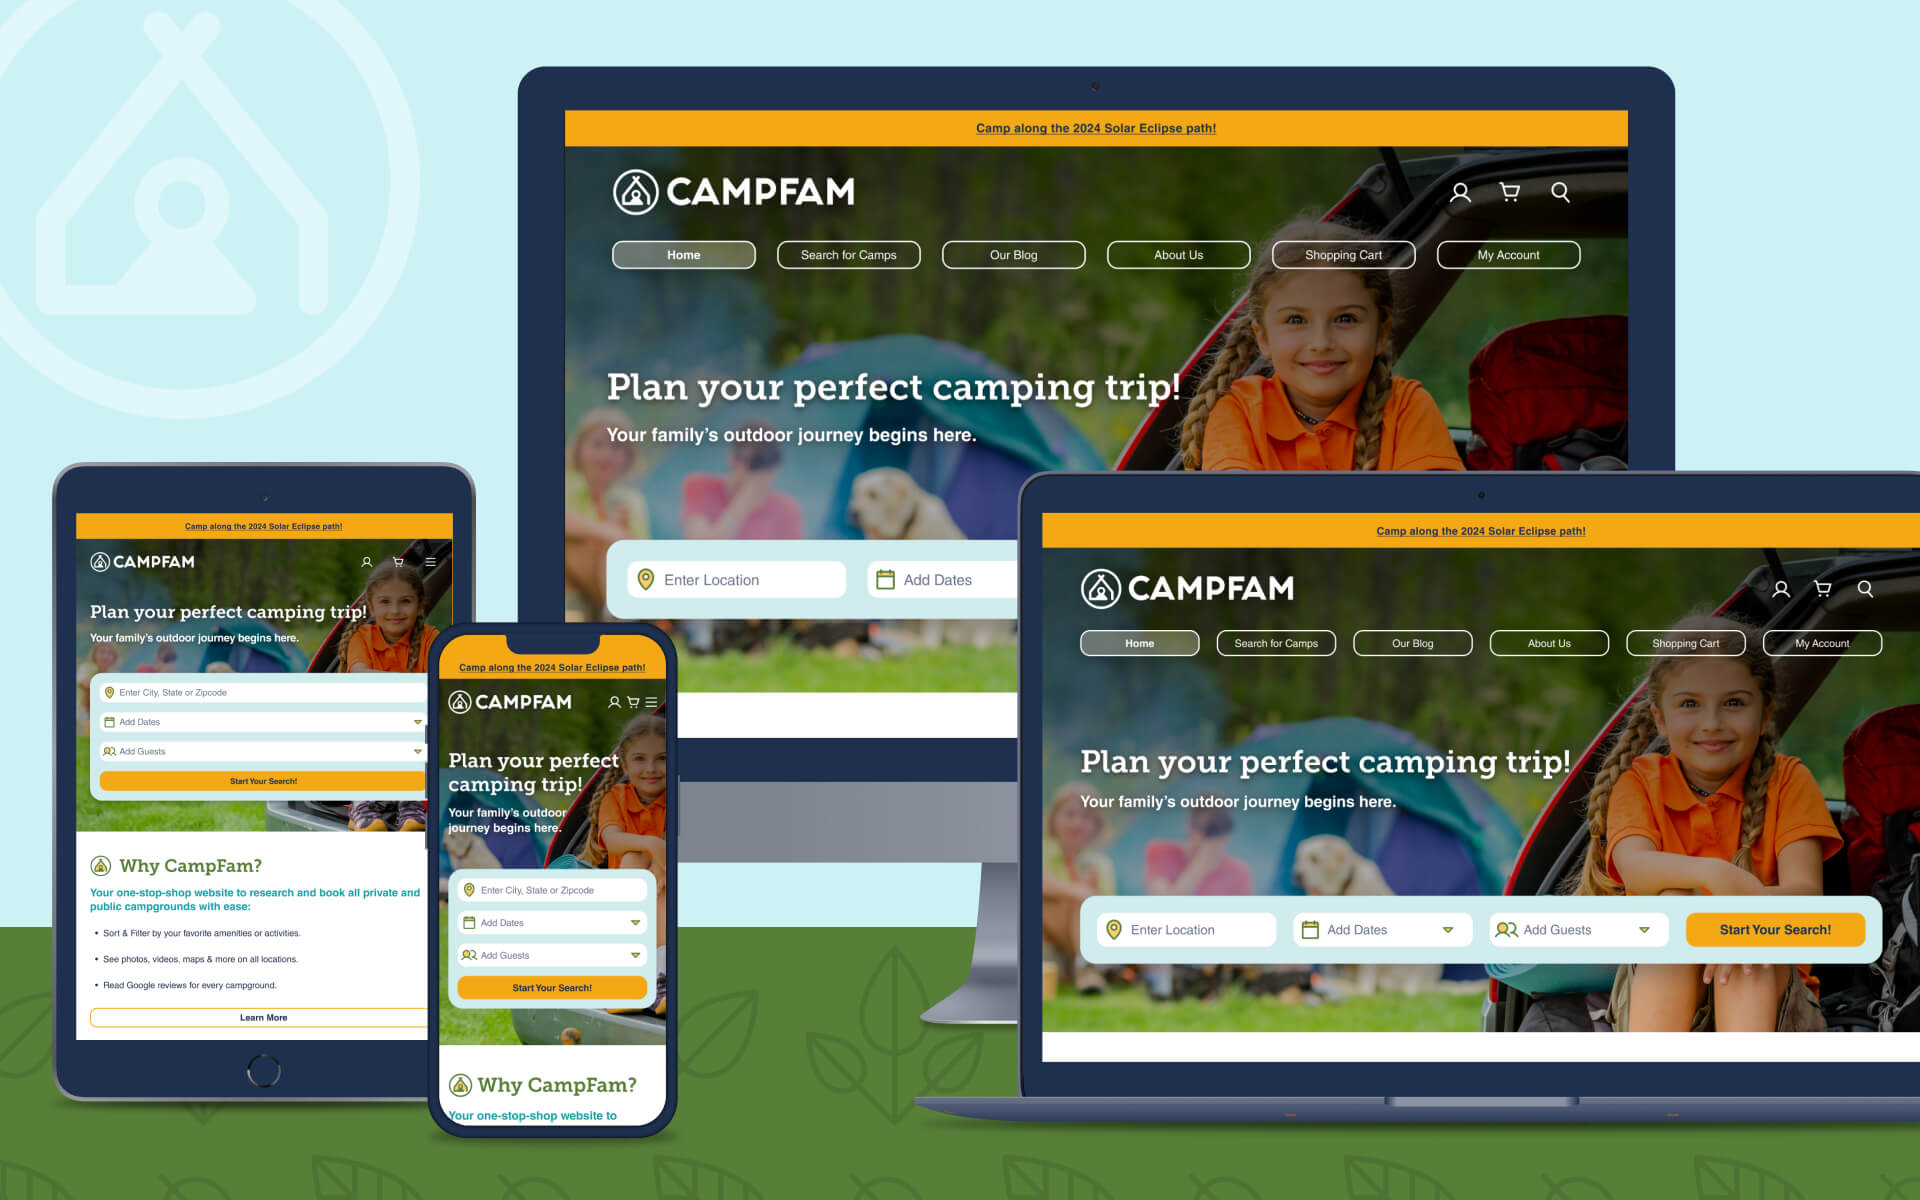 Camp along the 2024 Solar Eclipse path!
CAMPFAM
Home
Search for Camps
Our Blog
About Us
Shopping Cart
My Account
Plan your perfect camping trip!
Your family's outdoor journey begins here.
Enter Location
Add Dates
Camp along the 2024 Solar Eclipse path!
CAMPFAM
Plan your perfect camping trip!
Your family's outdoor journey begins here.
Enter City, State or Zipcode
Add Dates
Add Guests
Start Your Search!
Why CampFam?
Your one-stop-shop website to research and book all private and
public campgrounds with ease:
• Sort & Filter by your favorite amenities or activities.
• See photos, videos, maps & more on all locations.
• Read Google reviews for every campground.
Learn More
Camp along the 2024 Solar Eclipse path!
CAMPFAM
Plan your perfect
camping trip!
Your family's outdoor
journey begins here.
Enter City, State or Zipcode
Add Dates
Add Guests
Start Your Search!
Why CampFam?
Your one-stop-shop website to
Camp along the 2024 Solar Eclipse path!
CAMPFAM
Home
Search for Camps
Our Blog
About Us
Shopping Cart
My Account
Plan your perfect camping trip!
Your family's outdoor journey begins here.
Enter Location
Add Dates
Add Guests
Start Your Search!